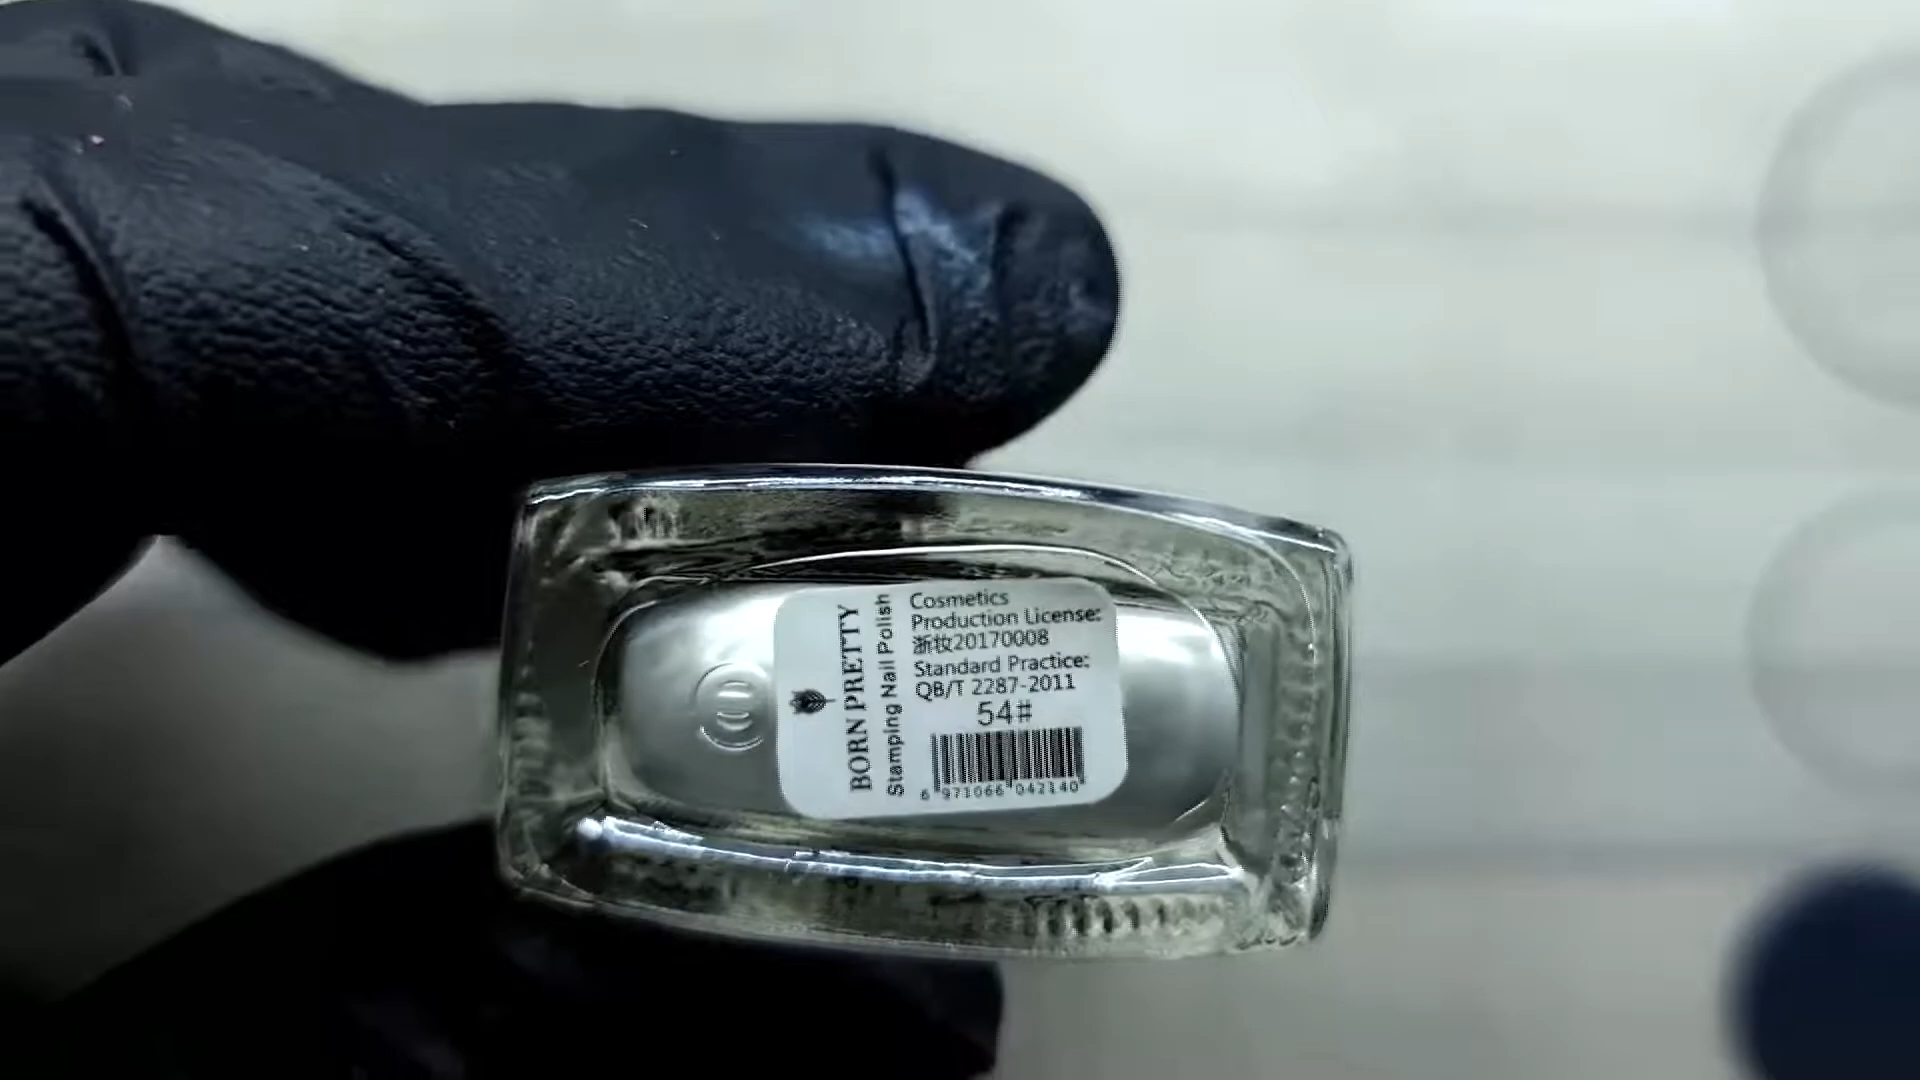 BORN PRETTY
Stamping Nail Polish
Cosmetics
Production License:
浙妆20170008
Standard Practice:
QB/T 2287-2011
54#
6 971066 042140